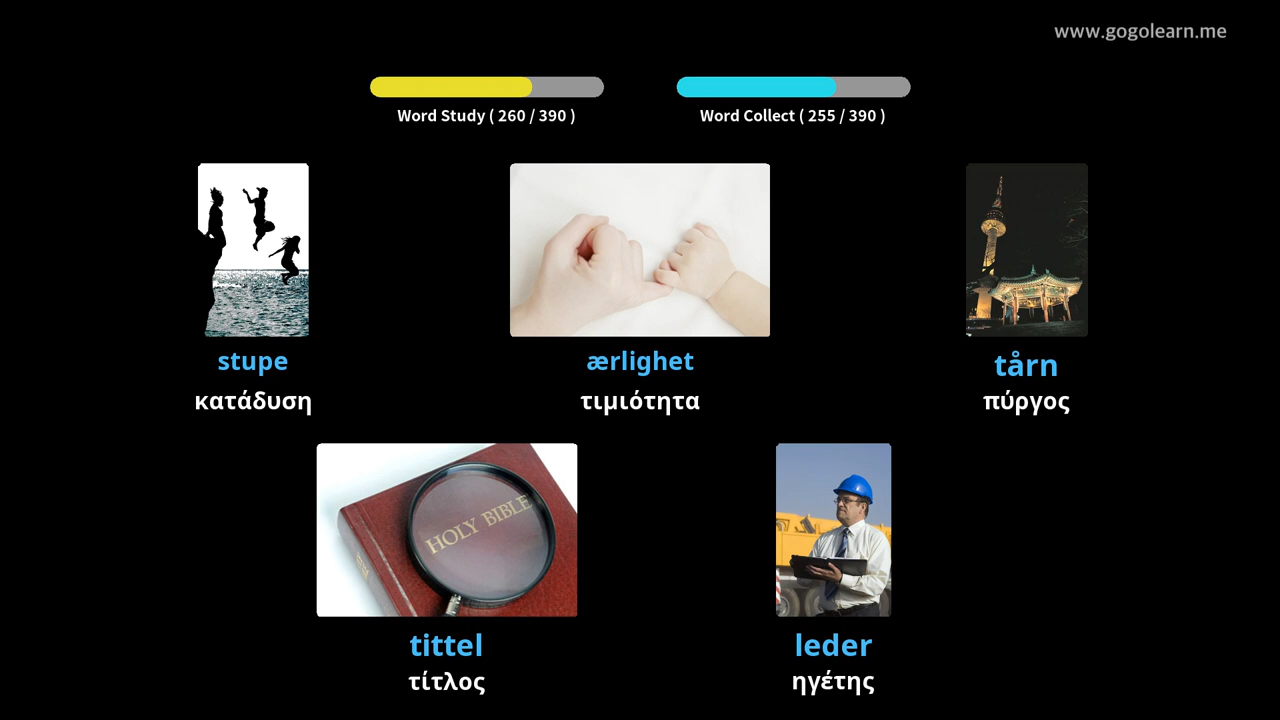 www.gogolearn.me
Word Study ( 260 / 390 )
Word Collect ( 255 / 390 )
stupe
κατάδυση
ærlighet
τιμιότητα
tårn
πύργος
HOLY BIBLE
tittel
τίτλος
leder
ηγέτης